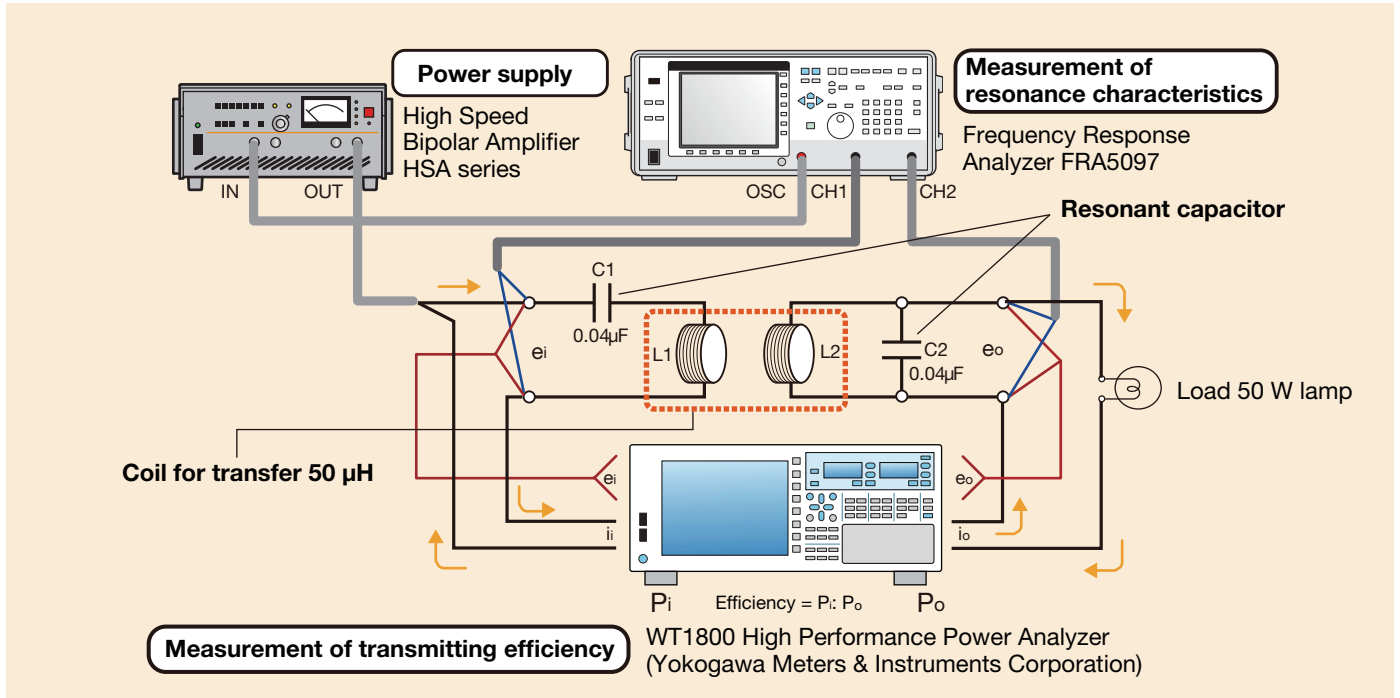 Power supply
High Speed
Bipolar Amplifier
HSA series
Measurement of
resonance characteristics
Frequency Response
Analyzer FRA5097
IN
OUT
OSC
CH1
CH2
Resonant capacitor
C1
0.04µF
ei
L1
L2
C2
0.04µF
eo
Load 50 W lamp
Coil for transfer 50 µH
ei
eo
ii
io
Pi
Efficiency = Pi: Po
Po
Measurement of transmitting efficiency
WT1800 High Performance Power Analyzer
(Yokogawa Meters & Instruments Corporation)